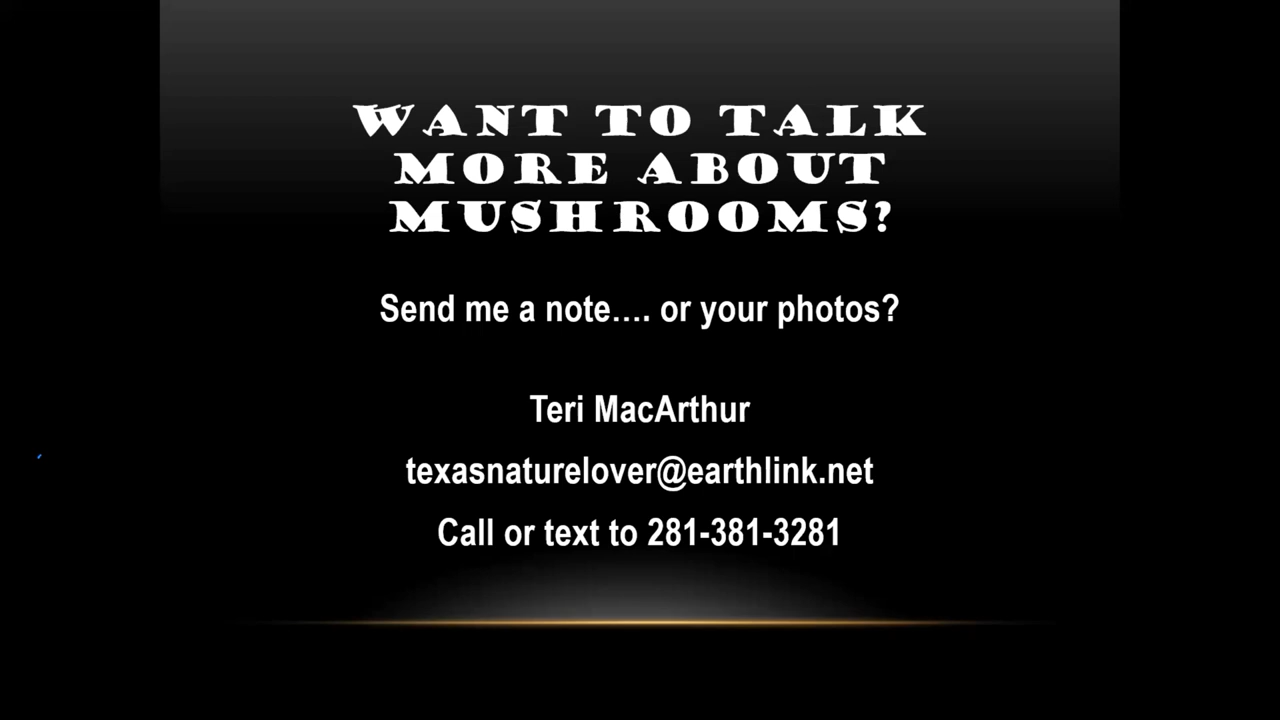 WANT TO TALK
MORE ABOUT
MUSHROOMS?
Send me a note…. or your photos?
Teri MacArthur
texasnaturelover@earthlink.net
Call or text to 281-381-3281